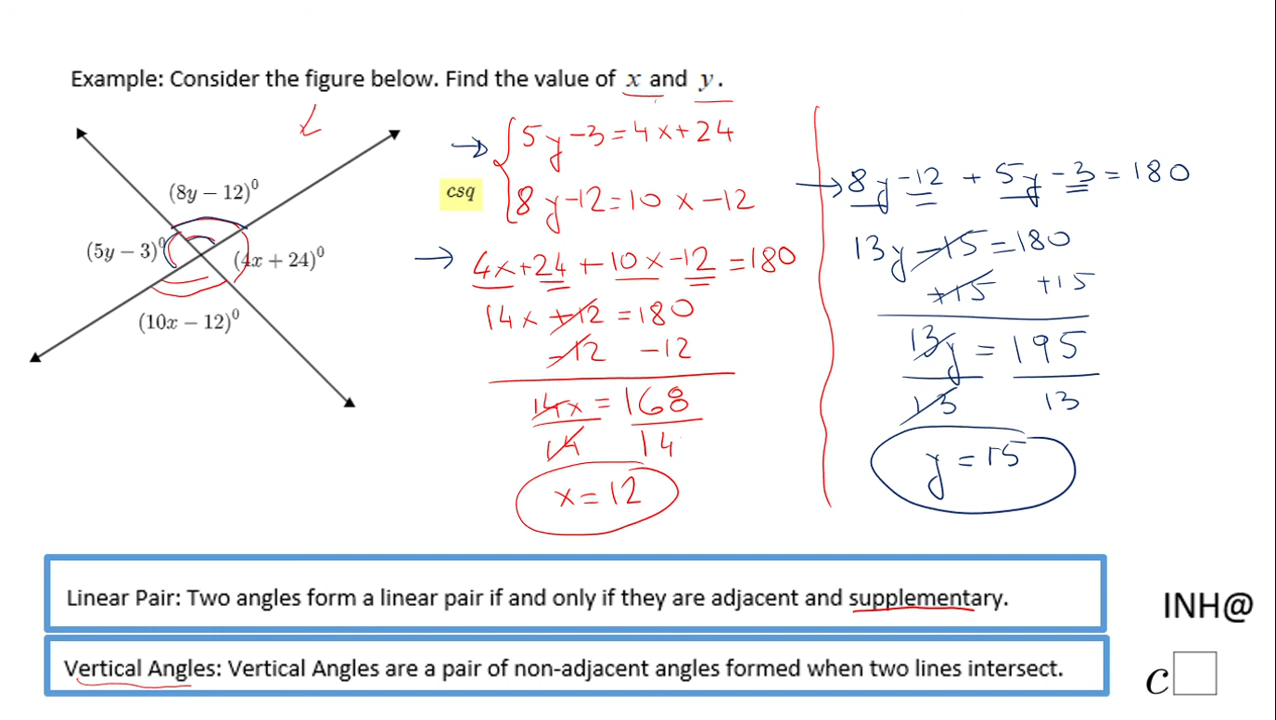 Example: Consider the figure below. Find the value of x and y.
(8y − 12)⁰
(5y − 3)⁰
(4x + 24)⁰
(10x − 12)⁰
csq
5y − 3 = 4x + 24
8y − 12 = 10x − 12
4x + 24 + 10x − 12 = 180
14x + 12 = 180
−12 −12
14x = 168
14 14
x = 12
8y − 12 + 5y − 3 = 180
13y − 15 = 180
+15 +15
13y = 195
13 13
y = 15
Linear Pair: Two angles form a linear pair if and only if they are adjacent and supplementary.
Vertical Angles: Vertical Angles are a pair of non-adjacent angles formed when two lines intersect.
INH@
c